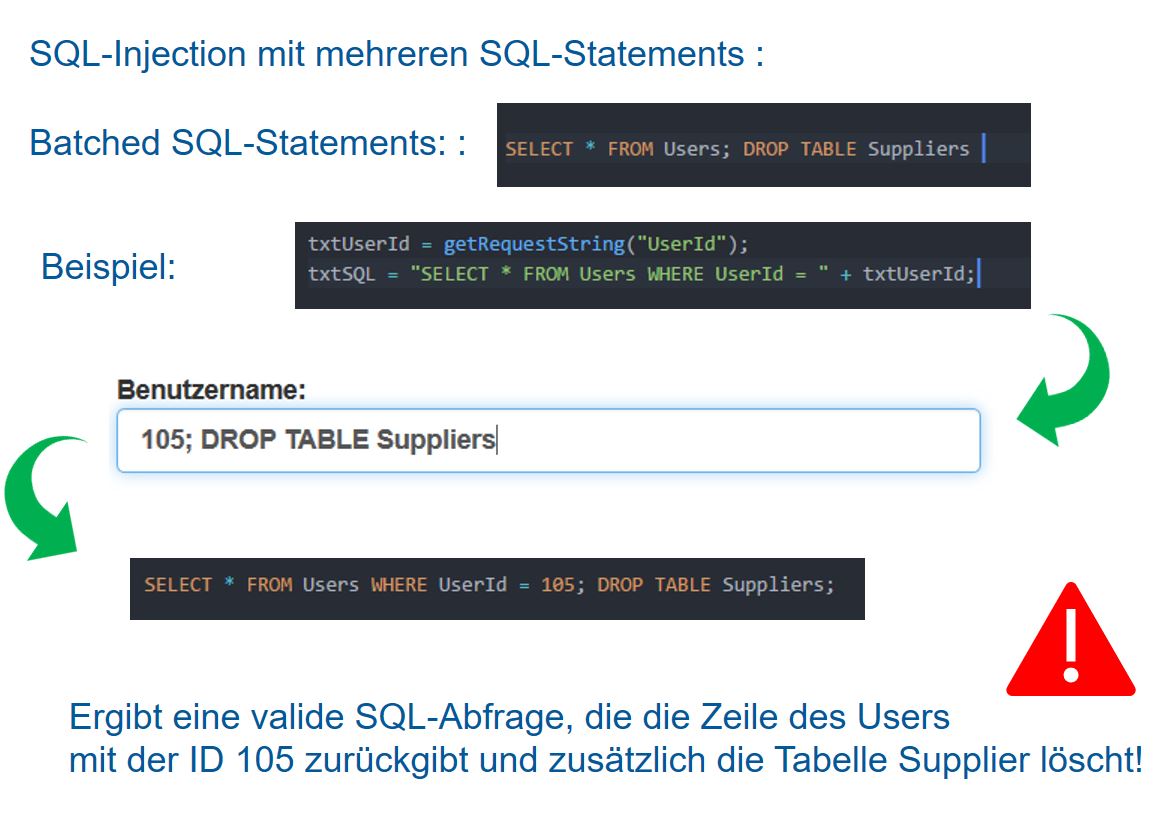 SQL-Injection mit mehreren SQL-Statements :
Batched SQL-Statements: :
SELECT * FROM Users; DROP TABLE Suppliers
Beispiel:
txtUserId = getRequestString("UserId");
txtSQL = "SELECT * FROM Users WHERE UserId = " + txtUserId;
Benutzername:
105; DROP TABLE Suppliers
SELECT * FROM Users WHERE UserId = 105; DROP TABLE Suppliers;
Ergibt eine valide SQL-Abfrage, die die Zeile des Users
mit der ID 105 zurückgibt und zusätzlich die Tabelle Supplier löscht!